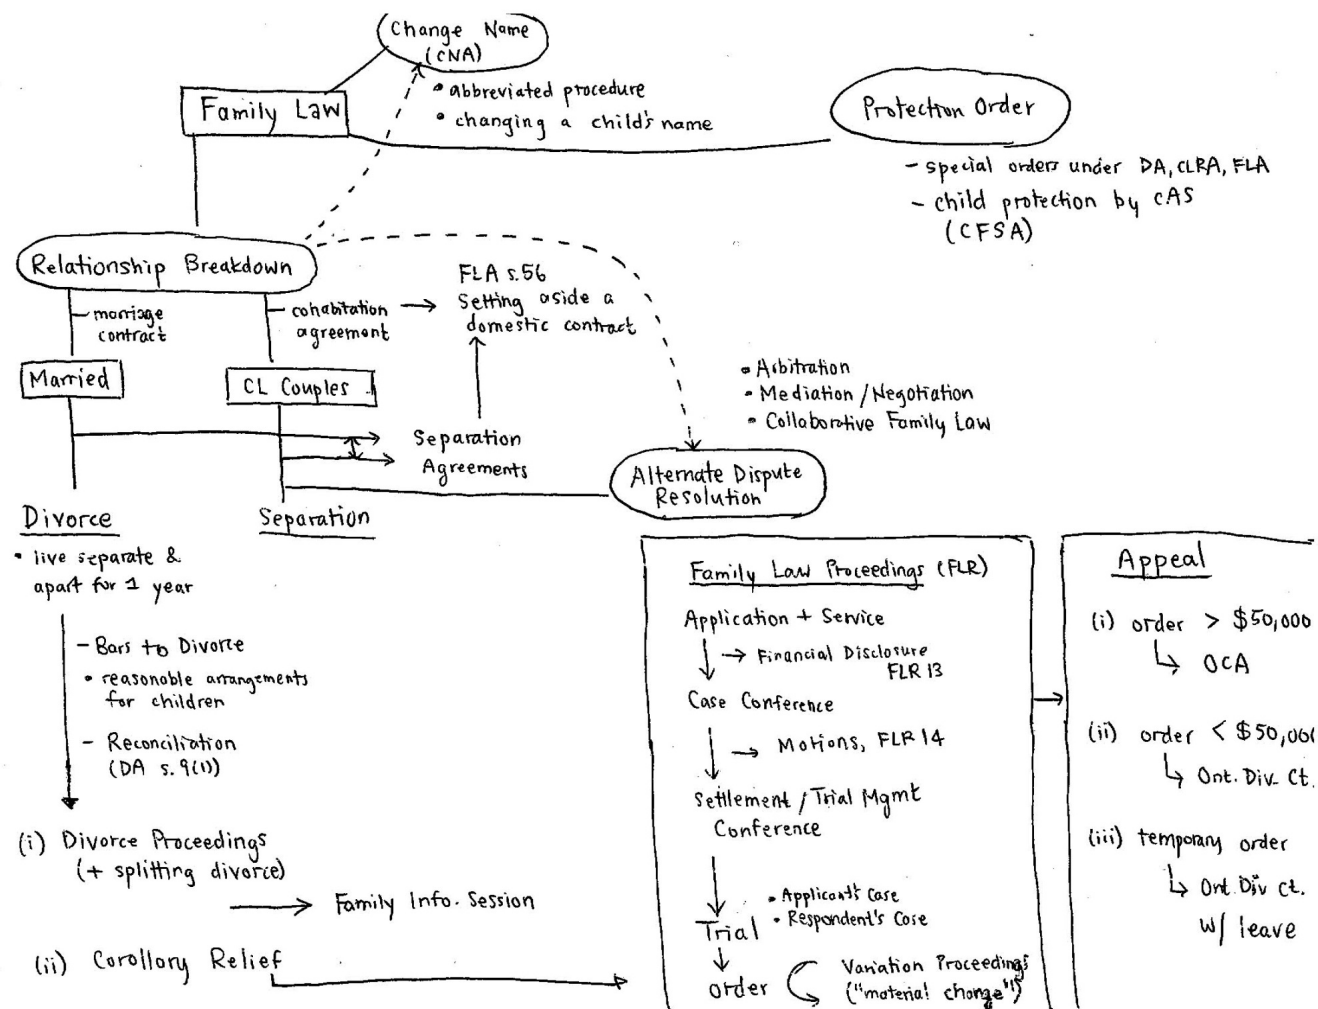 Change Name
(CNA)
• abbreviated procedure
• changing a child's name
Family Law
Protection Order
- special orders under DA, CLRA, FLA
- child protection by CAS
(CFSA)
Relationship Breakdown
- marriage
contract
- cohabitation
agreement
FLA s.56
Setting aside a
domestic contract
Married
CL Couples
Separation
Agreements
• Arbitration
• Mediation / Negotiation
• Collaborative Family Law
Alternate Dispute
Resolution
Divorce
• live separate &
apart for 1 year
Separation
- Bars to Divorce
• reasonable arrangements
for children
- Reconciliation
(DA s. 9(1))
(i) Divorce Proceedings
(+ splitting divorce)
Family Info. Session
(ii) Corollory Relief
Family Law Proceedings (FLR)
Application + Service
Financial Disclosure
FLR 13
Case Conference
Motions, FLR 14
Settlement / Trial Mgmt
Conference
• Applicant's Case
• Respondent's Case
Trial
order
Variation Proceedings
("material change")
Appeal
(i) order > $50,000
OCA
(ii) order < $50,000
Ont. Div. Ct.
(iii) temporary order
Ont. Div Ct.
w/ leave